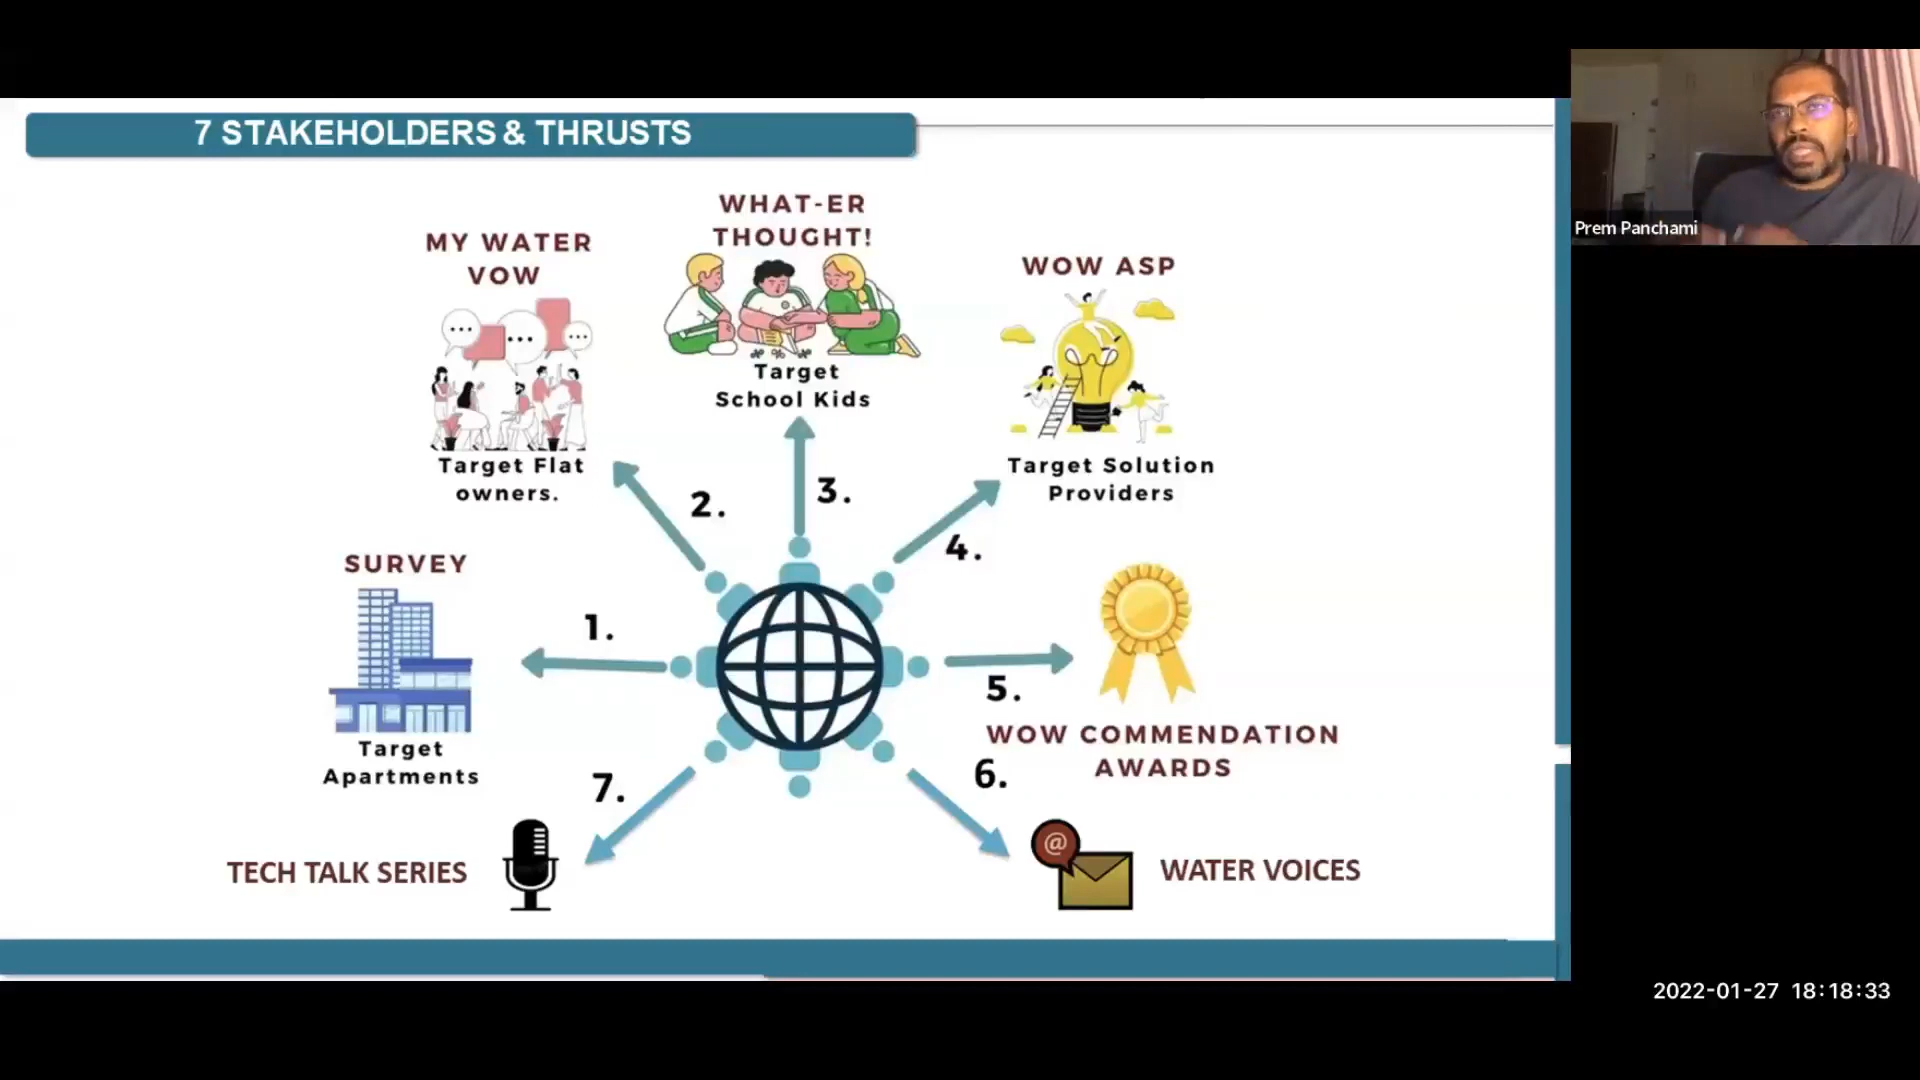 7 STAKEHOLDERS & THRUSTS
WHAT-ER
THOUGHT!
Target
School Kids
MY WATER
VOW
Target Flat
owners.
WOW ASP
Target Solution
Providers
SURVEY
Target
Apartments
1.
2.
3.
4.
5.
WOW COMMENDATION
AWARDS
6.
@
WATER VOICES
7.
TECH TALK SERIES
Prem Panchami
2022-01-27 18:18:33